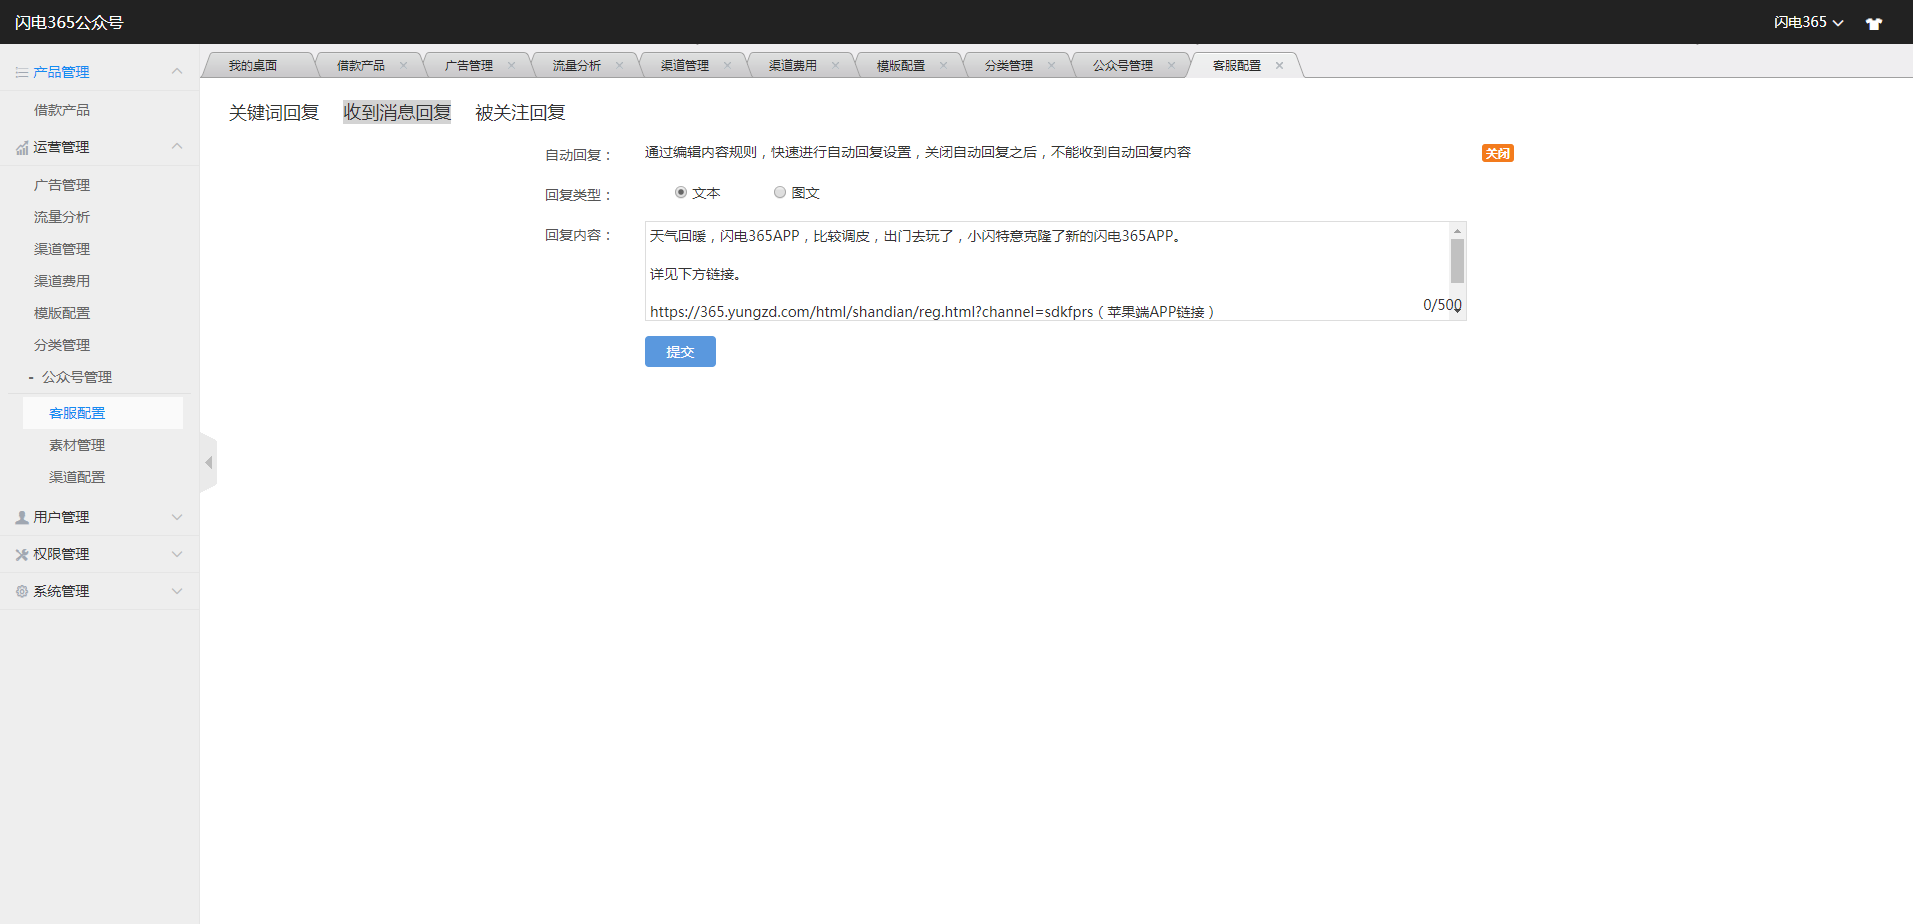 闪电365公众号
闪电365
产品管理
借款产品
运营管理
广告管理
流量分析
渠道管理
渠道费用
模版配置
分类管理
- 公众号管理
客服配置
素材管理
渠道配置
用户管理
权限管理
系统管理
我的桌面 借款产品 广告管理 流量分析 渠道管理 渠道费用 模版配置 分类管理 公众号管理 客服配置
关键词回复 收到消息回复 被关注回复
自动回复： 通过编辑内容规则，快速进行自动回复设置，关闭自动回复之后，不能收到自动回复内容 关闭
回复类型： 文本 图文
回复内容： 天气回暖，闪电365APP，比较调皮，出门去玩了，小闪特意克隆了新的闪电365APP。
详见下方链接。
https://365.yungzd.com/html/shandian/reg.html?channel=sdkfprs（苹果端APP链接）
0/500
提交